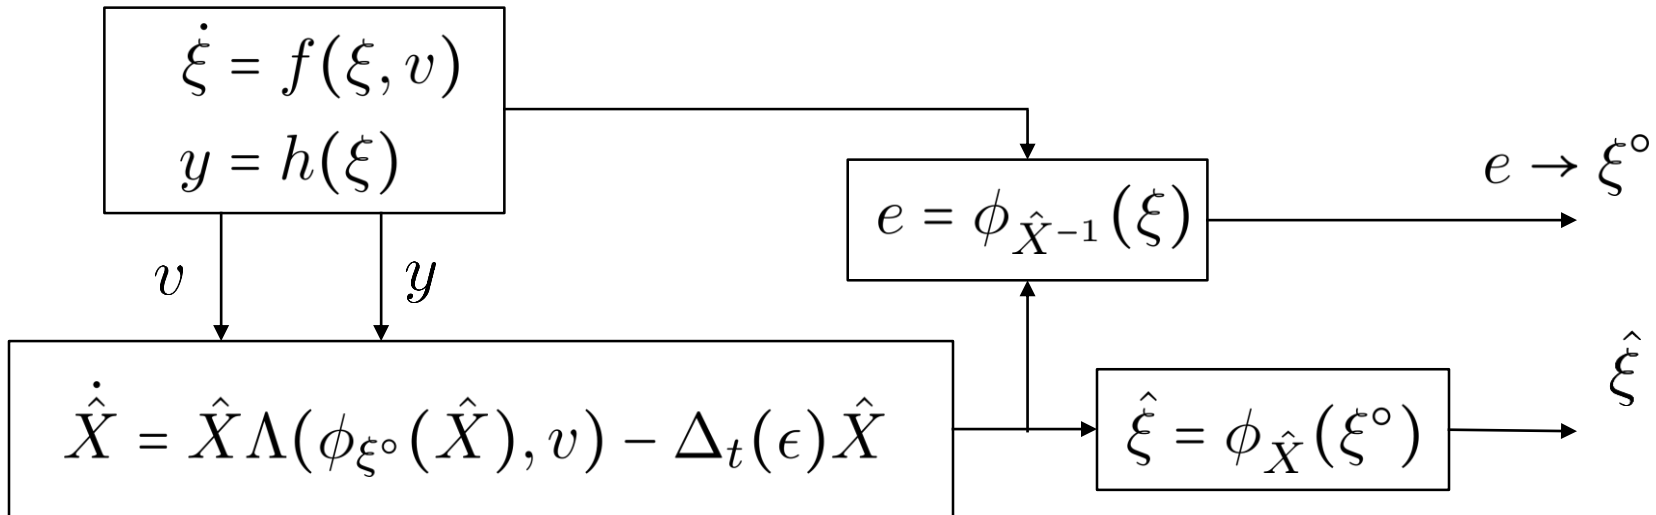 ξ̇ = f(ξ, v)
y = h(ξ)
e = ϕ_{X̂⁻¹}(ξ)
e → ξ°
v
y
X̂̇ = X̂Λ(ϕ_{ξ°}(X̂), v) − Δ_t(ϵ)X̂
ξ̂ = ϕ_{X̂}(ξ°)
ξ̂